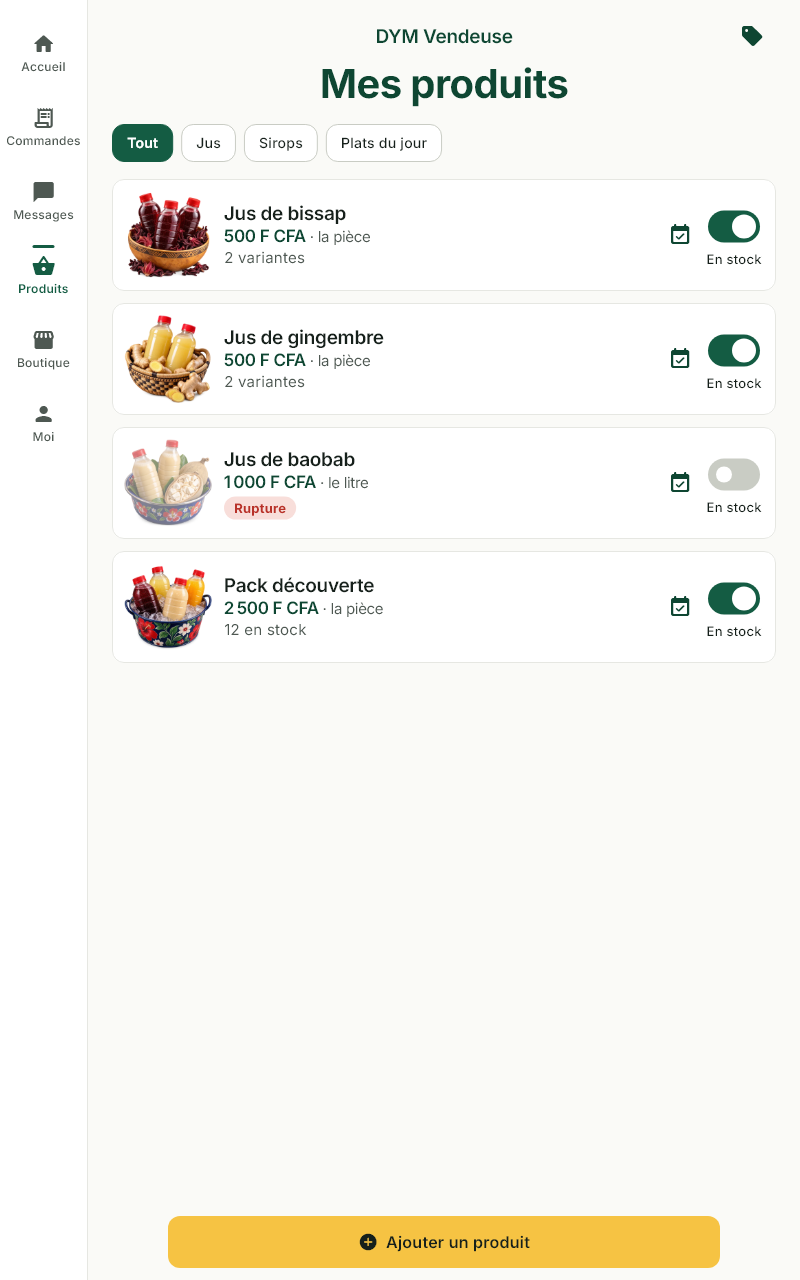 DYM Vendeuse
Mes produits
Accueil
Commandes
Messages
Produits
Boutique
Moi
Tout
Jus
Sirops
Plats du jour
Jus de bissap
500 F CFA · la pièce
2 variantes
En stock
Jus de gingembre
500 F CFA · la pièce
2 variantes
En stock
Jus de baobab
1 000 F CFA · le litre
Rupture
En stock
Pack découverte
2 500 F CFA · la pièce
12 en stock
En stock
Ajouter un produit